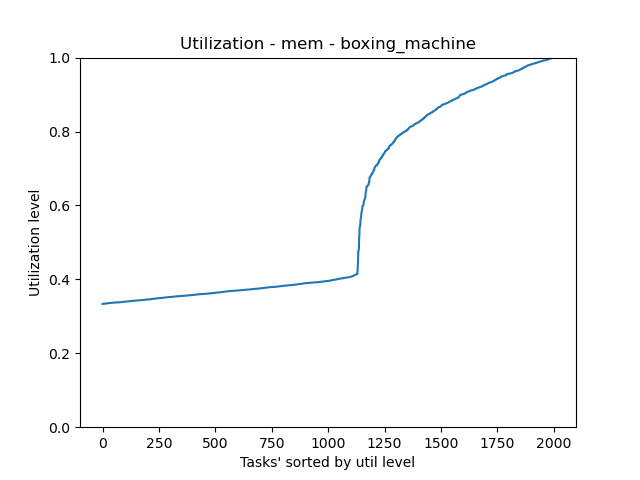 Utilization - mem - boxing_machine
1.0
0.8
0.6
0.4
0.2
0.0
Utilization level
0 250 500 750 1000 1250 1500 1750 2000
Tasks' sorted by util level